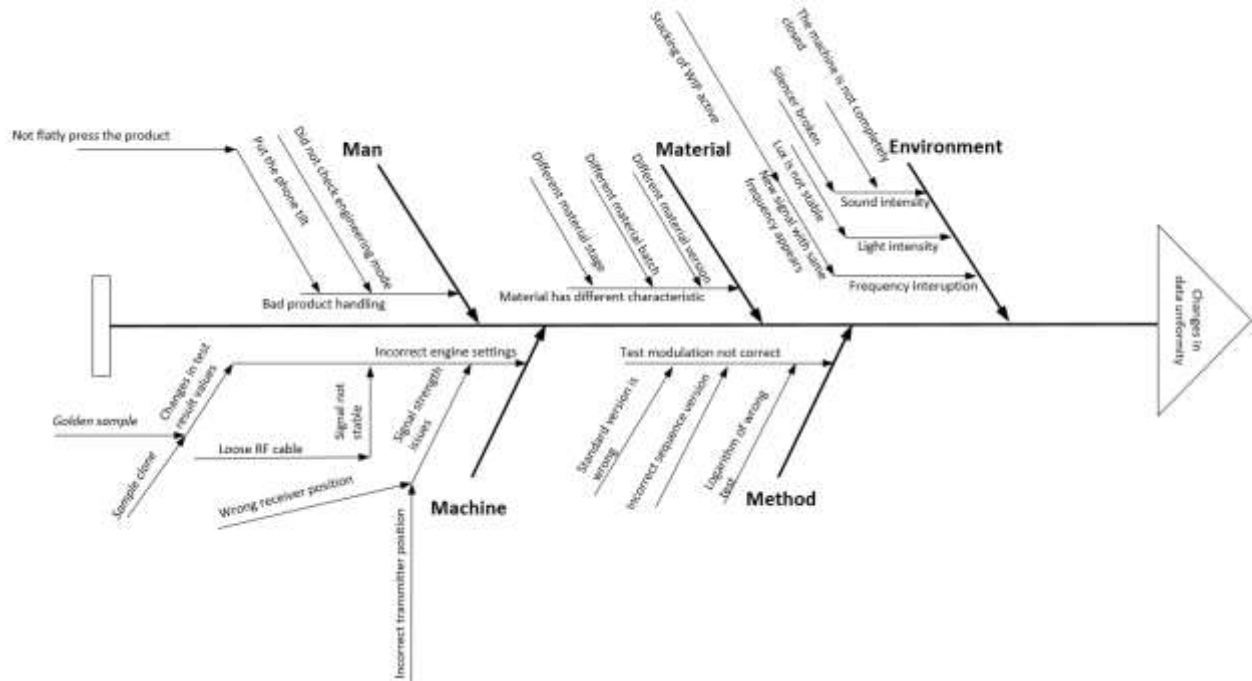 The machine is not completely
closed
Stacking of WIP active
Silencer broken
Not flatly press the product
Put the phone tilt
Did not check engineering mode
Man
Different material stage
Different material batch
Different material version
Material
Lux is not stable
New signal with same
frequency appears
Environment
Sound intensity
Light intensity
Frequency interuption
Bad product handling
Material has different characteristic
Changes in
data uniformity
Incorrect engine settings
Test modulation not correct
Changes in test
result values
Golden sample
Sample clone
Signal not
stable
Loose RF cable
Signal strength
issues
Wrong receiver position
Incorrect transmitter position
Machine
Standard version is
wrong
Incorrect sequence version
Logarithm of wrong
test
Method